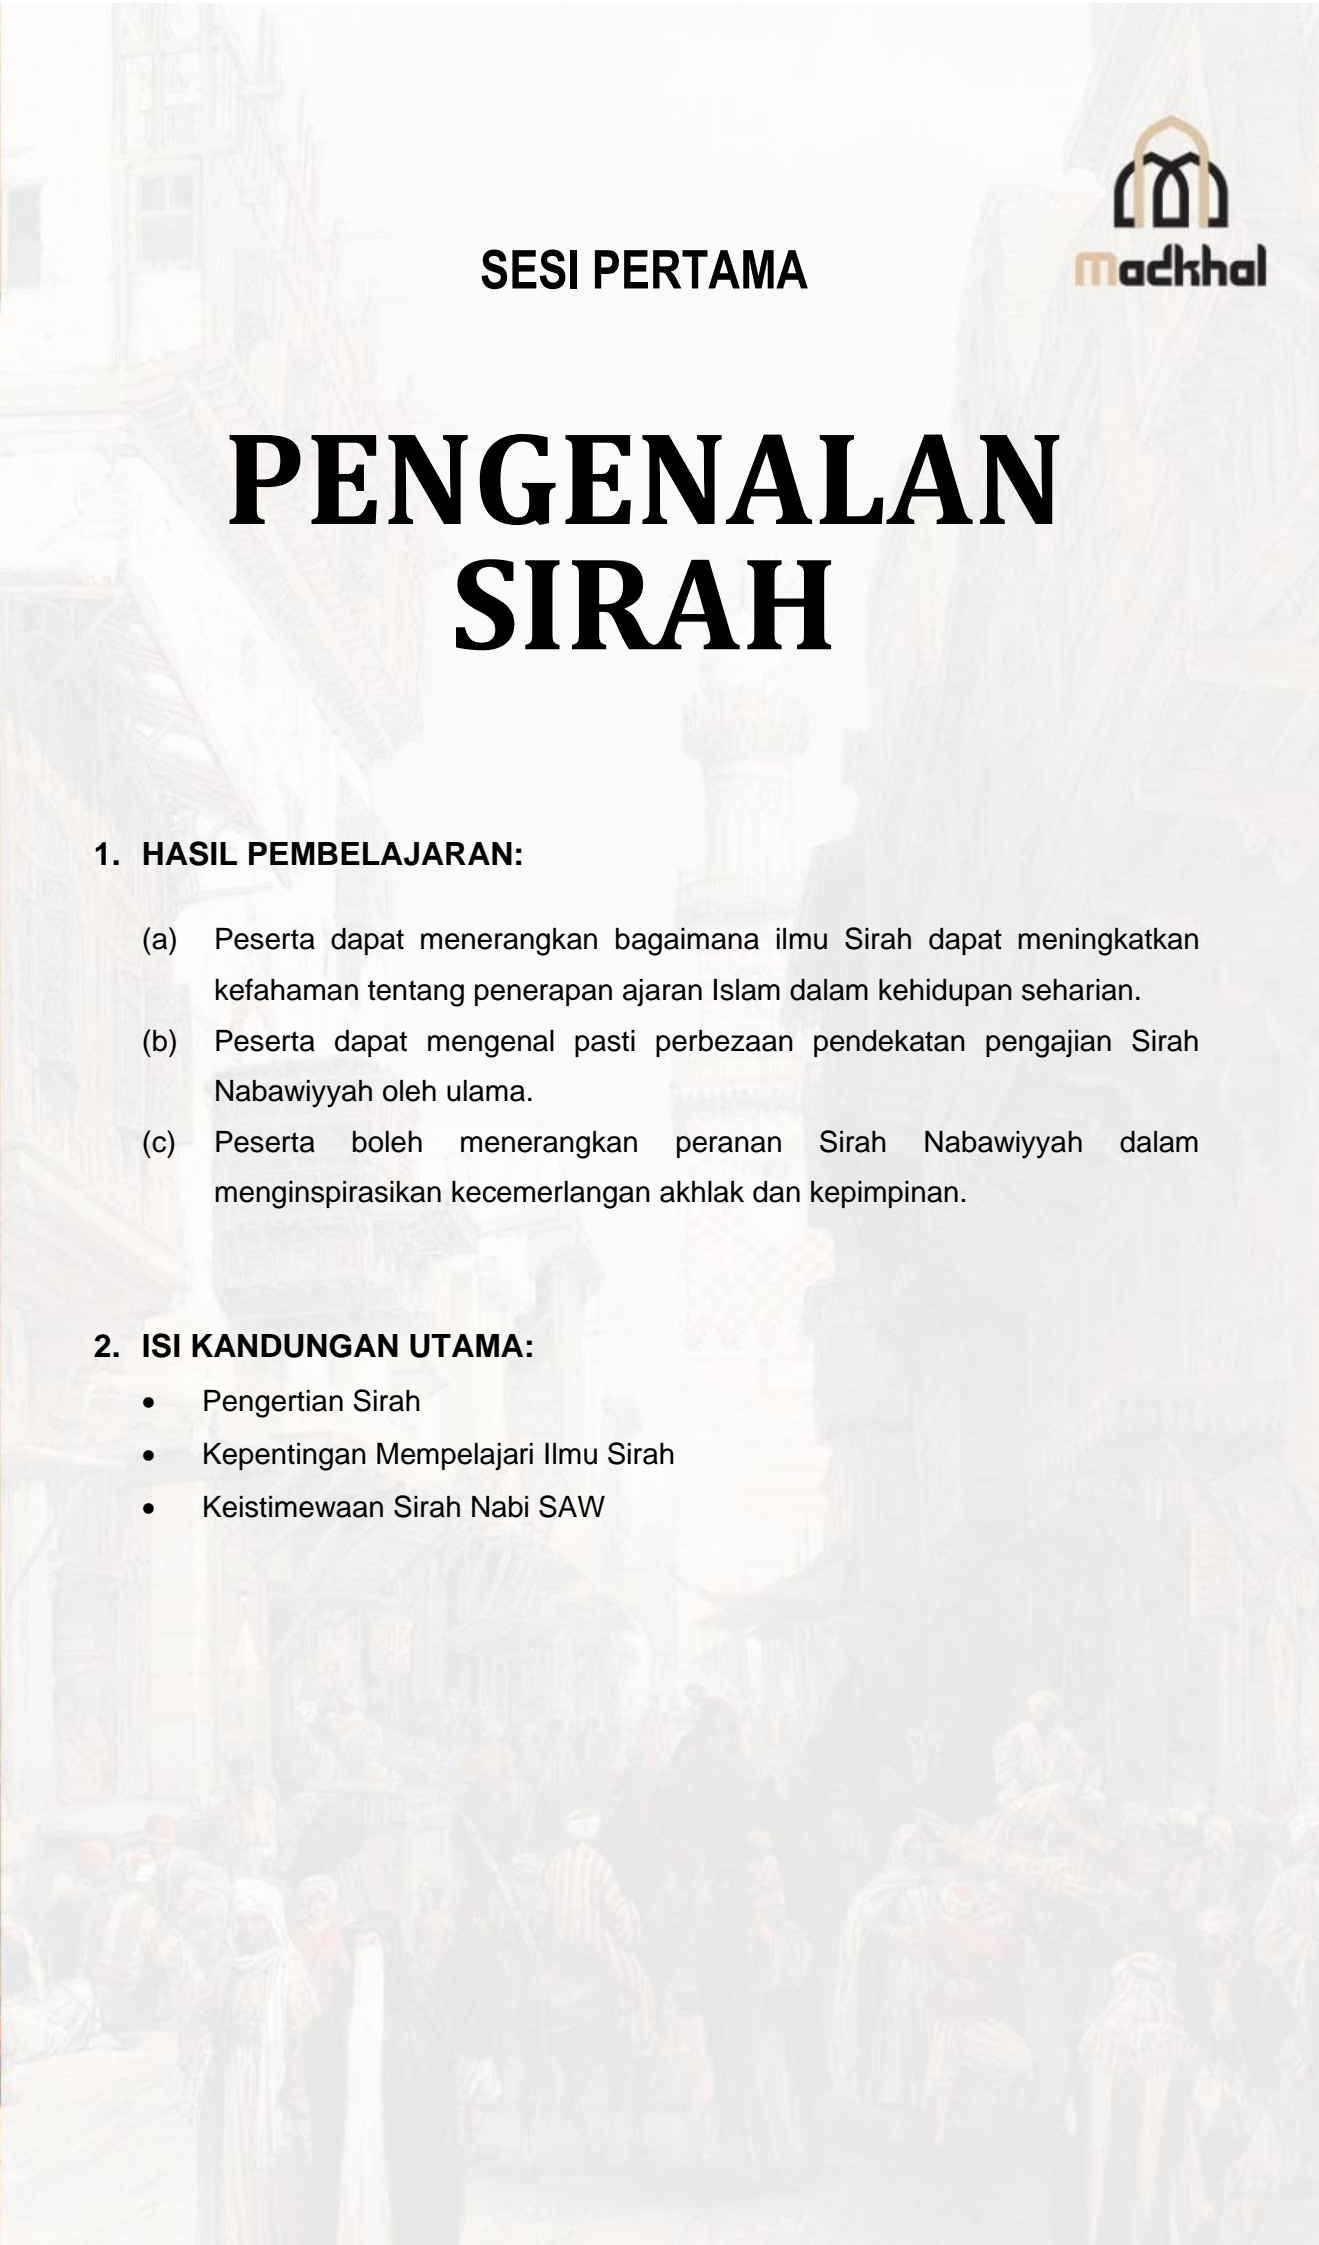 madkhal
SESI PERTAMA
PENGENALAN
SIRAH
1. HASIL PEMBELAJARAN:
(a) Peserta dapat menerangkan bagaimana ilmu Sirah dapat meningkatkan
kefahaman tentang penerapan ajaran Islam dalam kehidupan seharian.
(b) Peserta dapat mengenal pasti perbezaan pendekatan pengajian Sirah
Nabawiyyah oleh ulama.
(c) Peserta boleh menerangkan peranan Sirah Nabawiyyah dalam
menginspirasikan kecemerlangan akhlak dan kepimpinan.
2. ISI KANDUNGAN UTAMA:
• Pengertian Sirah
• Kepentingan Mempelajari Ilmu Sirah
• Keistimewaan Sirah Nabi SAW